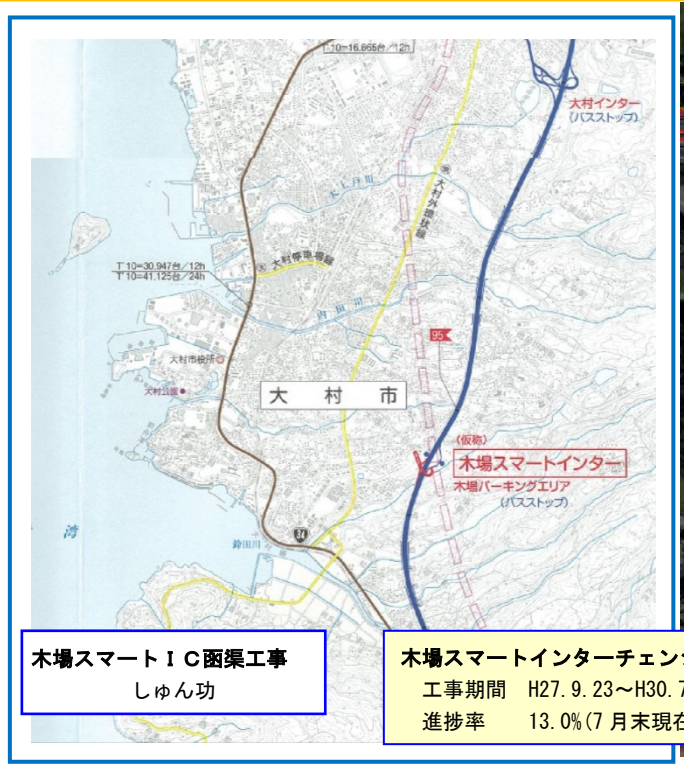 T10=16.665台/12h
大村インター
(バスストップ)
大上戸川
大村外環状線
大村停車場線
T10=30.947台/12h
T10=41.125台/24h
内田川
95
大村市役所
大村公園
大村市
(仮称)
木場スマートインター
木場パーキングエリア
(バスストップ)
34
湾
鈴田川
木場スマートIC函渠工事
しゅん功
木場スマートインターチェン
工事期間 H27.9.23~H30.7
進捗率 13.0%(7月末現在